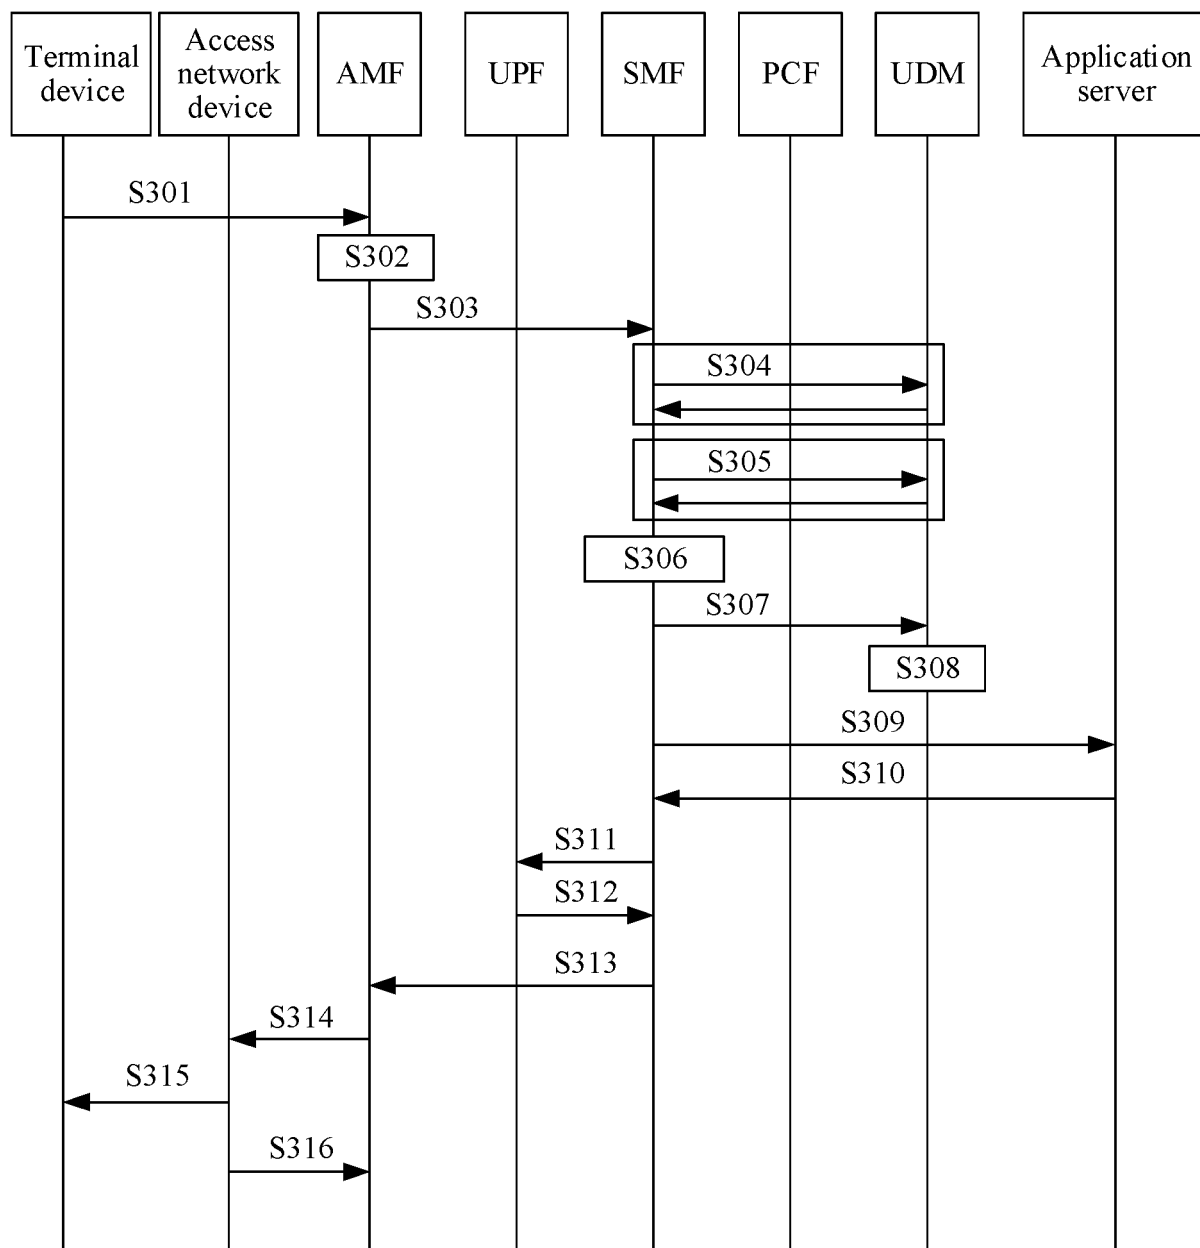 Terminal
device
Access
network
device
AMF
UPF
SMF
PCF
UDM
Application
server
S301
S302
S303
S304
S305
S306
S307
S308
S309
S310
S311
S312
S313
S314
S315
S316